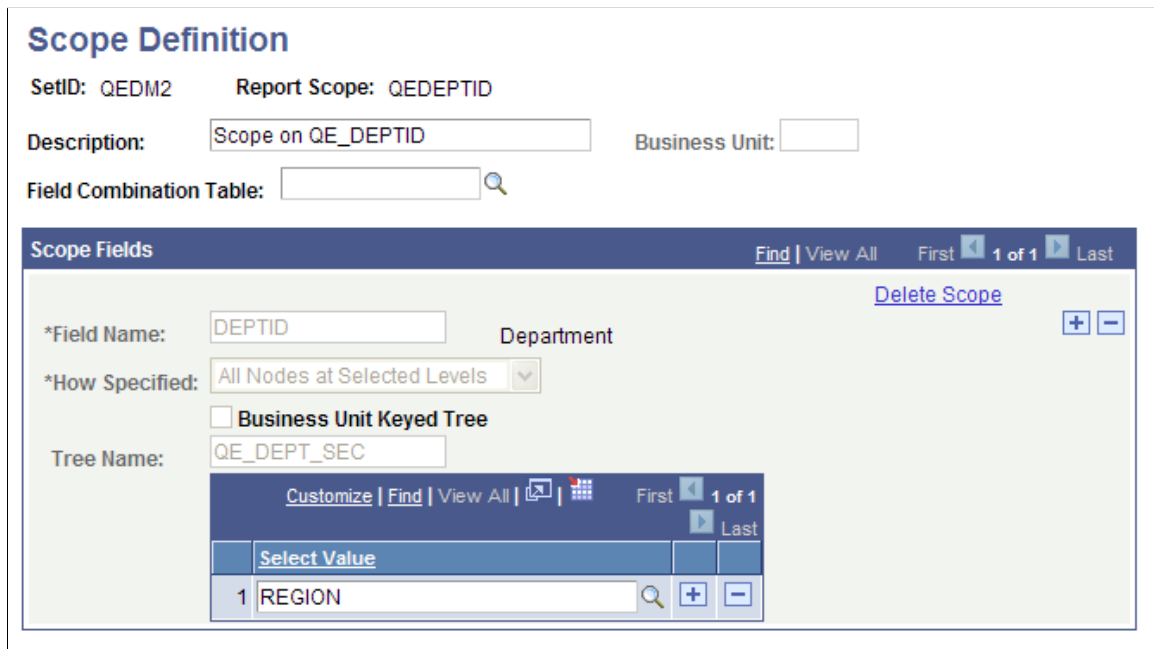 Scope Definition
SetID: QEDM2 Report Scope: QEDEPTID
Description: Scope on QE_DEPTID Business Unit:
Field Combination Table:
Scope Fields Find | View All First 1 of 1 Last
Delete Scope
*Field Name: DEPTID Department
*How Specified: All Nodes at Selected Levels
Business Unit Keyed Tree
Tree Name: QE_DEPT_SEC
Customize | Find | View All | | First 1 of 1
Last
Select Value
1 REGION